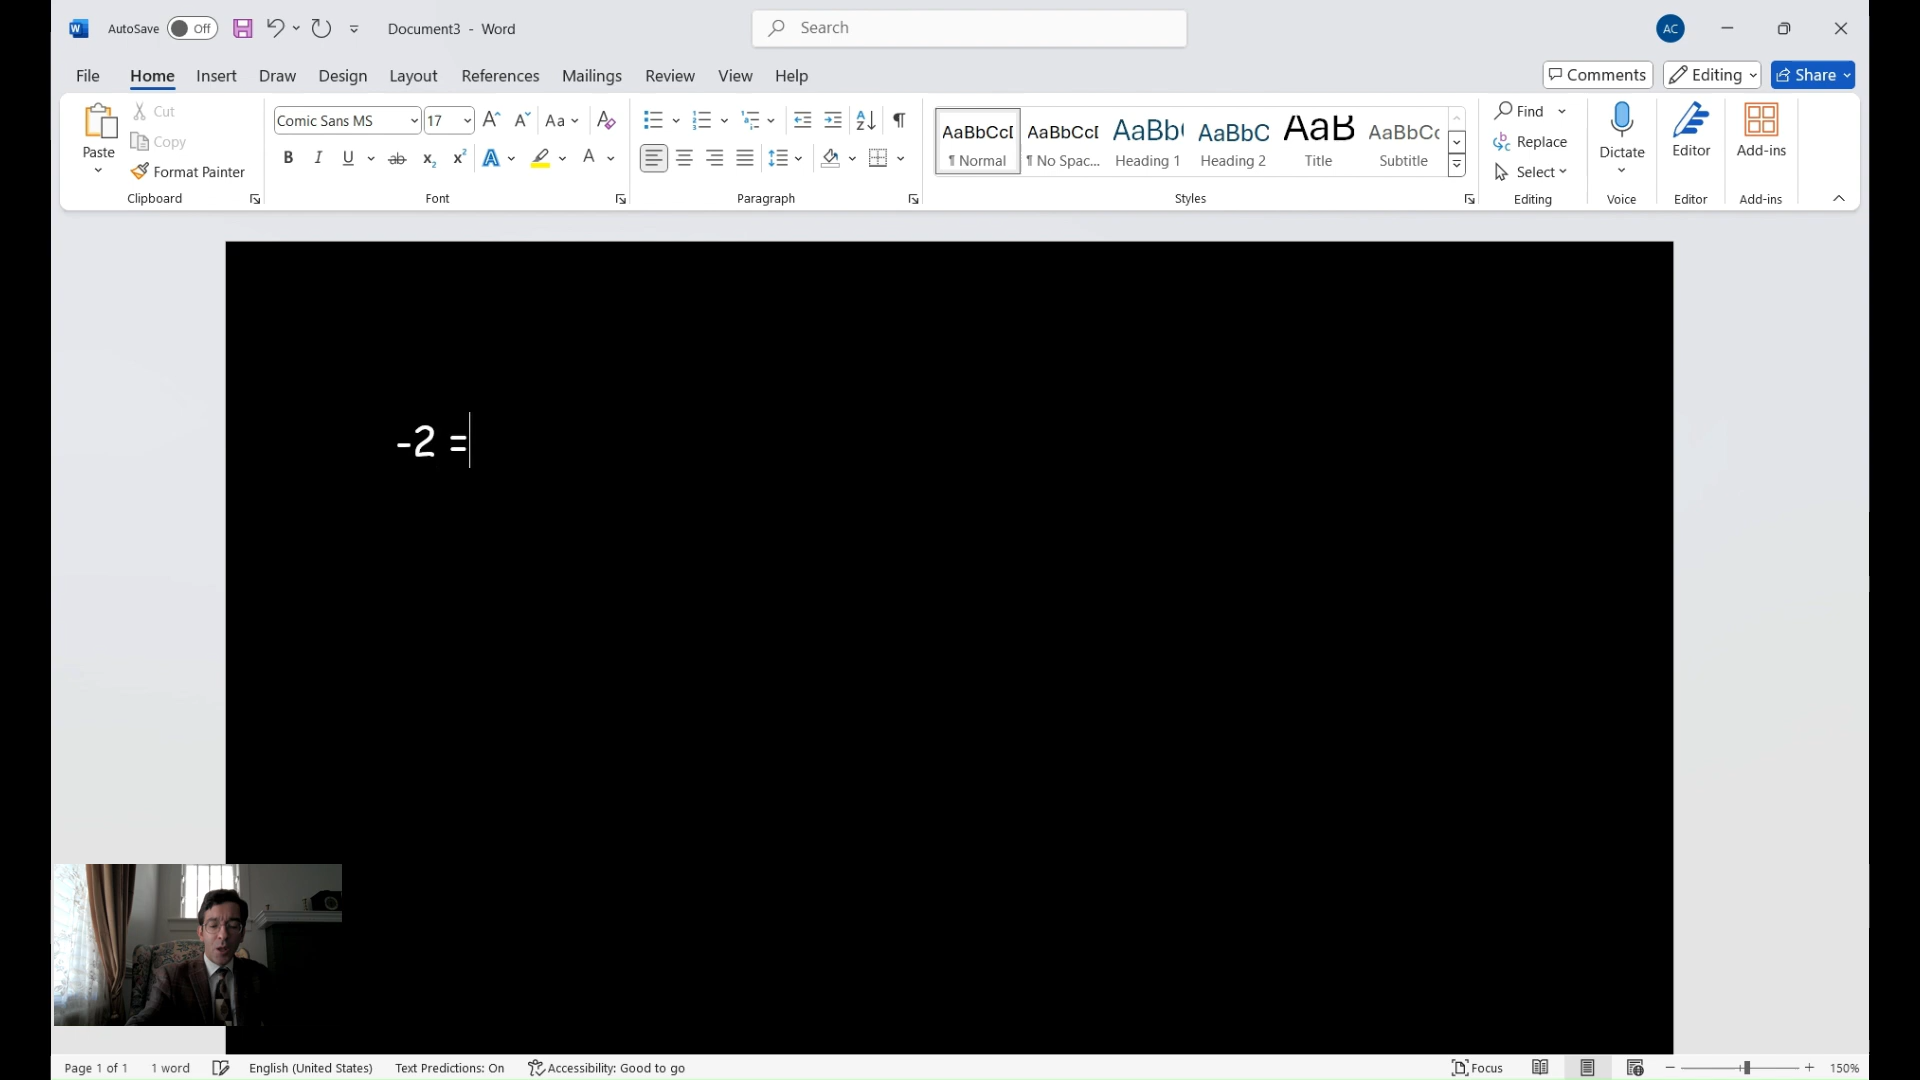 AutoSave Off Document3 - Word Search AC
File Home Insert Draw Design Layout References Mailings Review View Help Comments Editing Share
Paste Cut Copy Format Painter Clipboard
Comic Sans MS 17 Aa Font
Paragraph
AaBbCcD AaBbCcD AaBb( AaBbC AaB AaBbCc
¶ Normal ¶ No Spac... Heading 1 Heading 2 Title Subtitle
Styles
Find Replace Select Editing
Dictate Voice
Editor Editor
Add-ins Add-ins
-2 =
Page 1 of 1 1 word English (United States) Text Predictions: On Accessibility: Good to go Focus 150%